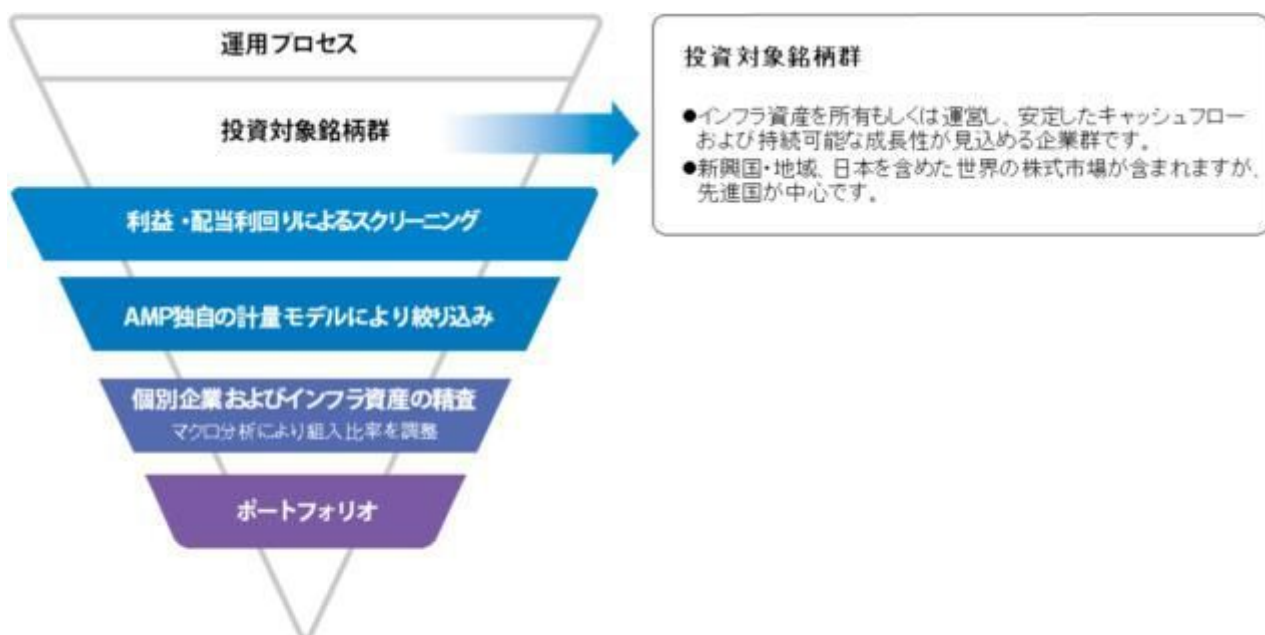 運用プロセス
投資対象銘柄群
利益・配当利回りによるスクリーニング
AMP独自の計量モデルにより絞り込み
個別企業およびインフラ資産の精査
マクロ分析により組入比率を調整
ポートフォリオ
投資対象銘柄群
●インフラ資産を所有もしくは運営し、安定したキャッシュフロー
および持続可能な成長性が見込める企業群です。
●新興国・地域、日本を含めた世界の株式市場が含まれますが、
先進国が中心です。